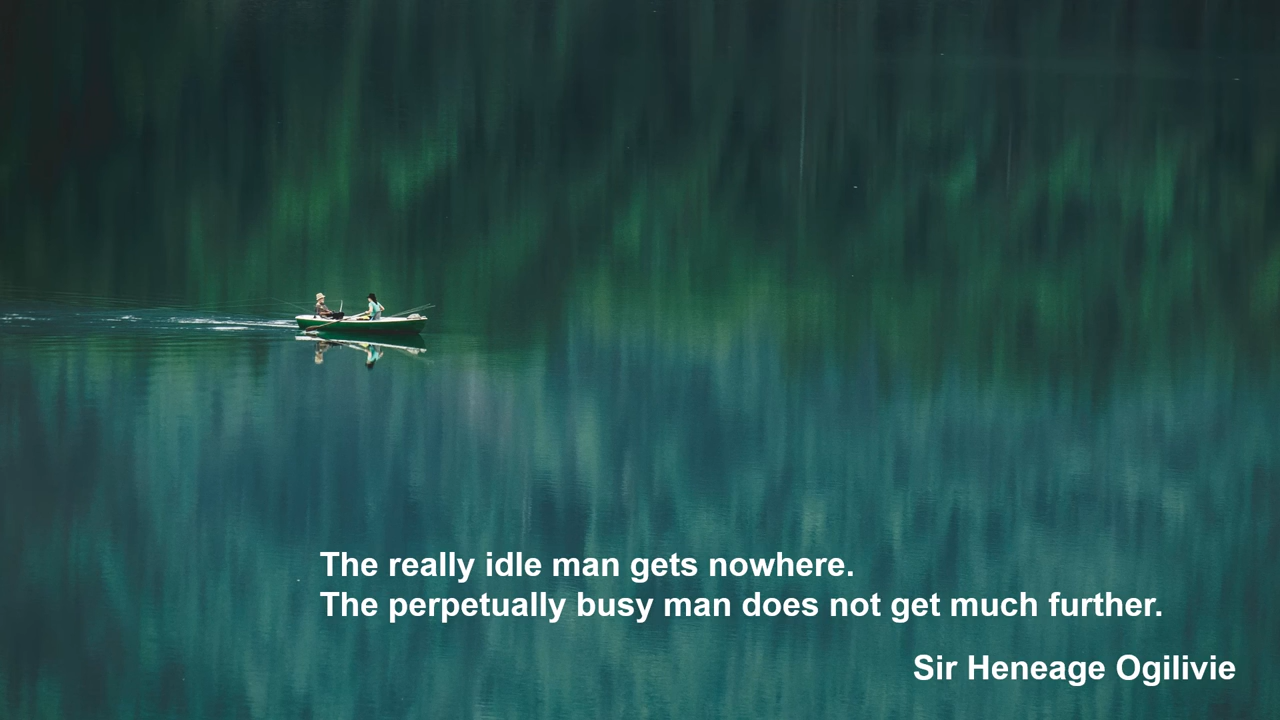 The really idle man gets nowhere.
The perpetually busy man does not get much further.
Sir Heneage Ogilivie